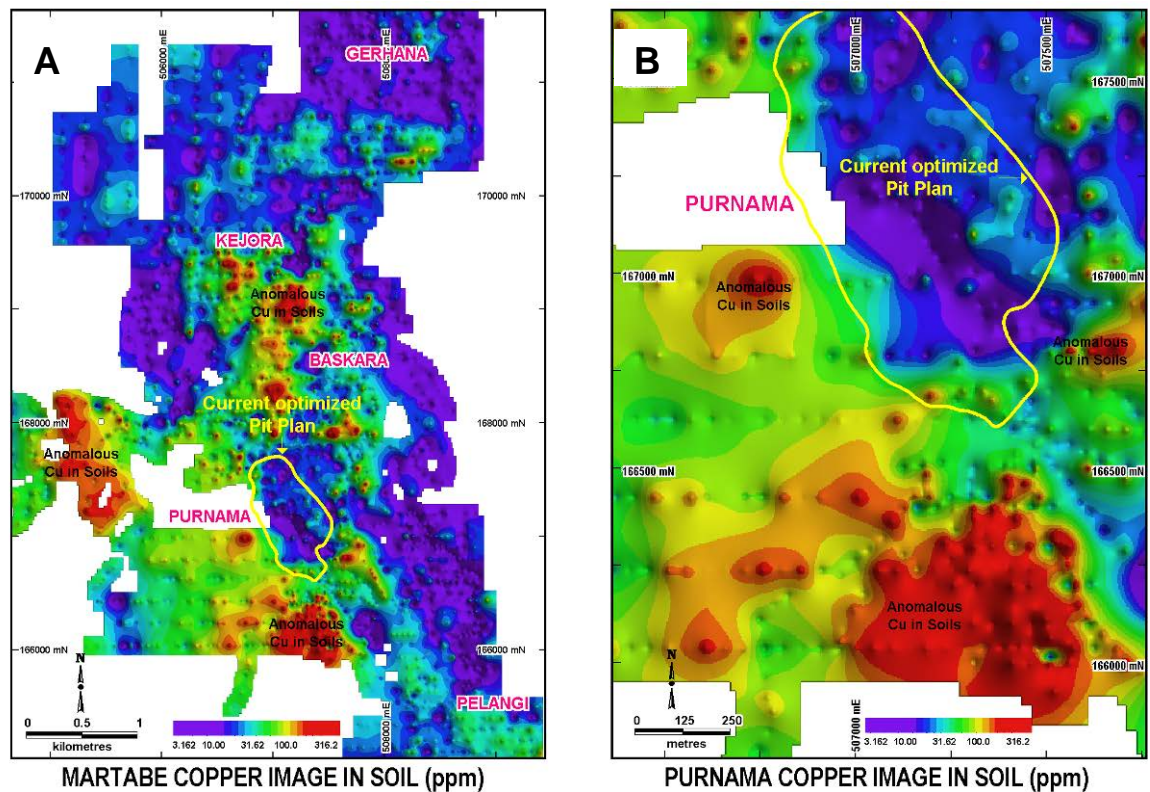 A
GERHANA
506000 mE
508000 mE
170000 mN
170000 mN
KEJORA
Anomalous
Cu in Soils
BASKARA
Current optimized
Pit Plan
168000 mN
168000 mN
Anomalous
Cu in Soils
PURNAMA
Anomalous
Cu in Soils
166000 mN
166000 mN
N
PELANGI
0 0.5 1
kilometres
3.162 10.00 31.62 100.0 316.2
508000 mE
MARTABE COPPER IMAGE IN SOIL (ppm)
B
507000 mE
507500 mE
167500 mN
Current optimized
Pit Plan
PURNAMA
167000 mN
167000 mN
Anomalous
Cu in Soils
Anomalous
Cu in Soils
166500 mN
166500 mN
Anomalous
Cu in Soils
166000 mN
N
0 125 250
metres
507000 mE
3.162 10.00 31.62 100.0 316.2
PURNAMA COPPER IMAGE IN SOIL (ppm)